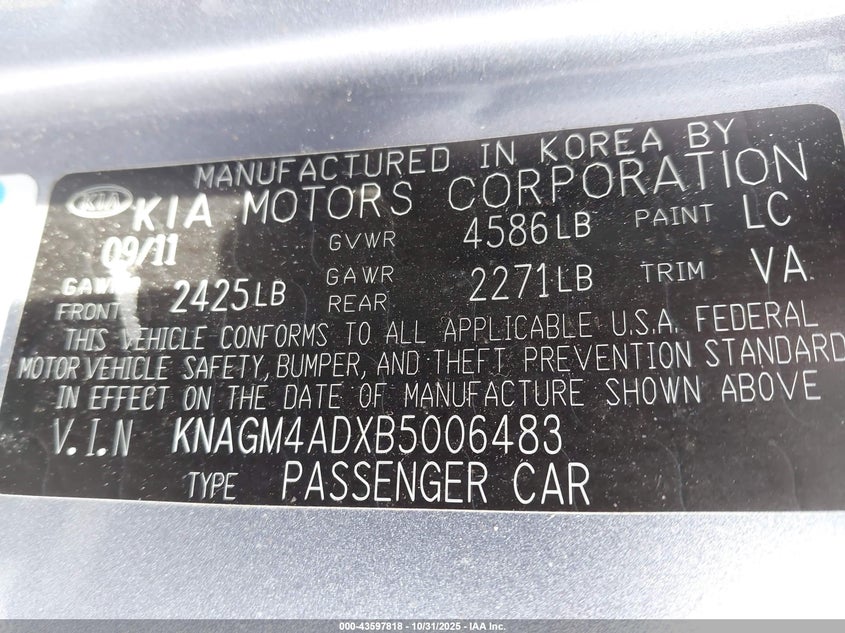 MANUFACTURED IN KOREA BY
KIA KIA MOTORS CORPORATION
09/11 GVWR 4586LB PAINT LC
GAWR FRONT 2425LB GAWR REAR 2271LB TRIM VA
THIS VEHICLE CONFORMS TO ALL APPLICABLE U.S.A. FEDERAL
MOTOR VEHICLE SAFETY, BUMPER, AND THEFT PREVENTION STANDARD
IN EFFECT ON THE DATE OF MANUFACTURE SHOWN ABOVE
V.I.N KNAGM4ADXB5006483
TYPE PASSENGER CAR
000-43597818 - 10/31/2025 - IAA Inc.